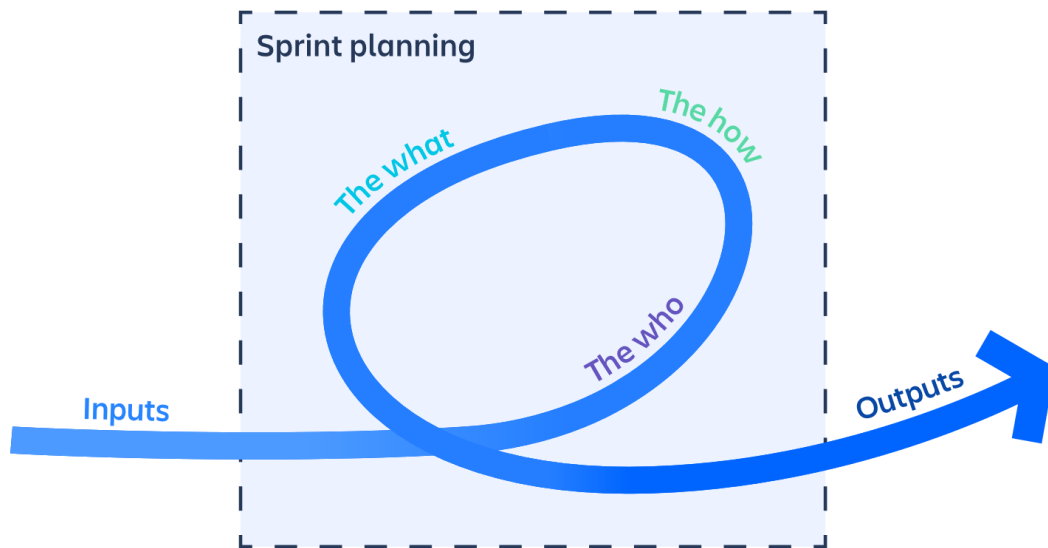 Sprint planning
The what
The how
The who
Inputs
Outputs